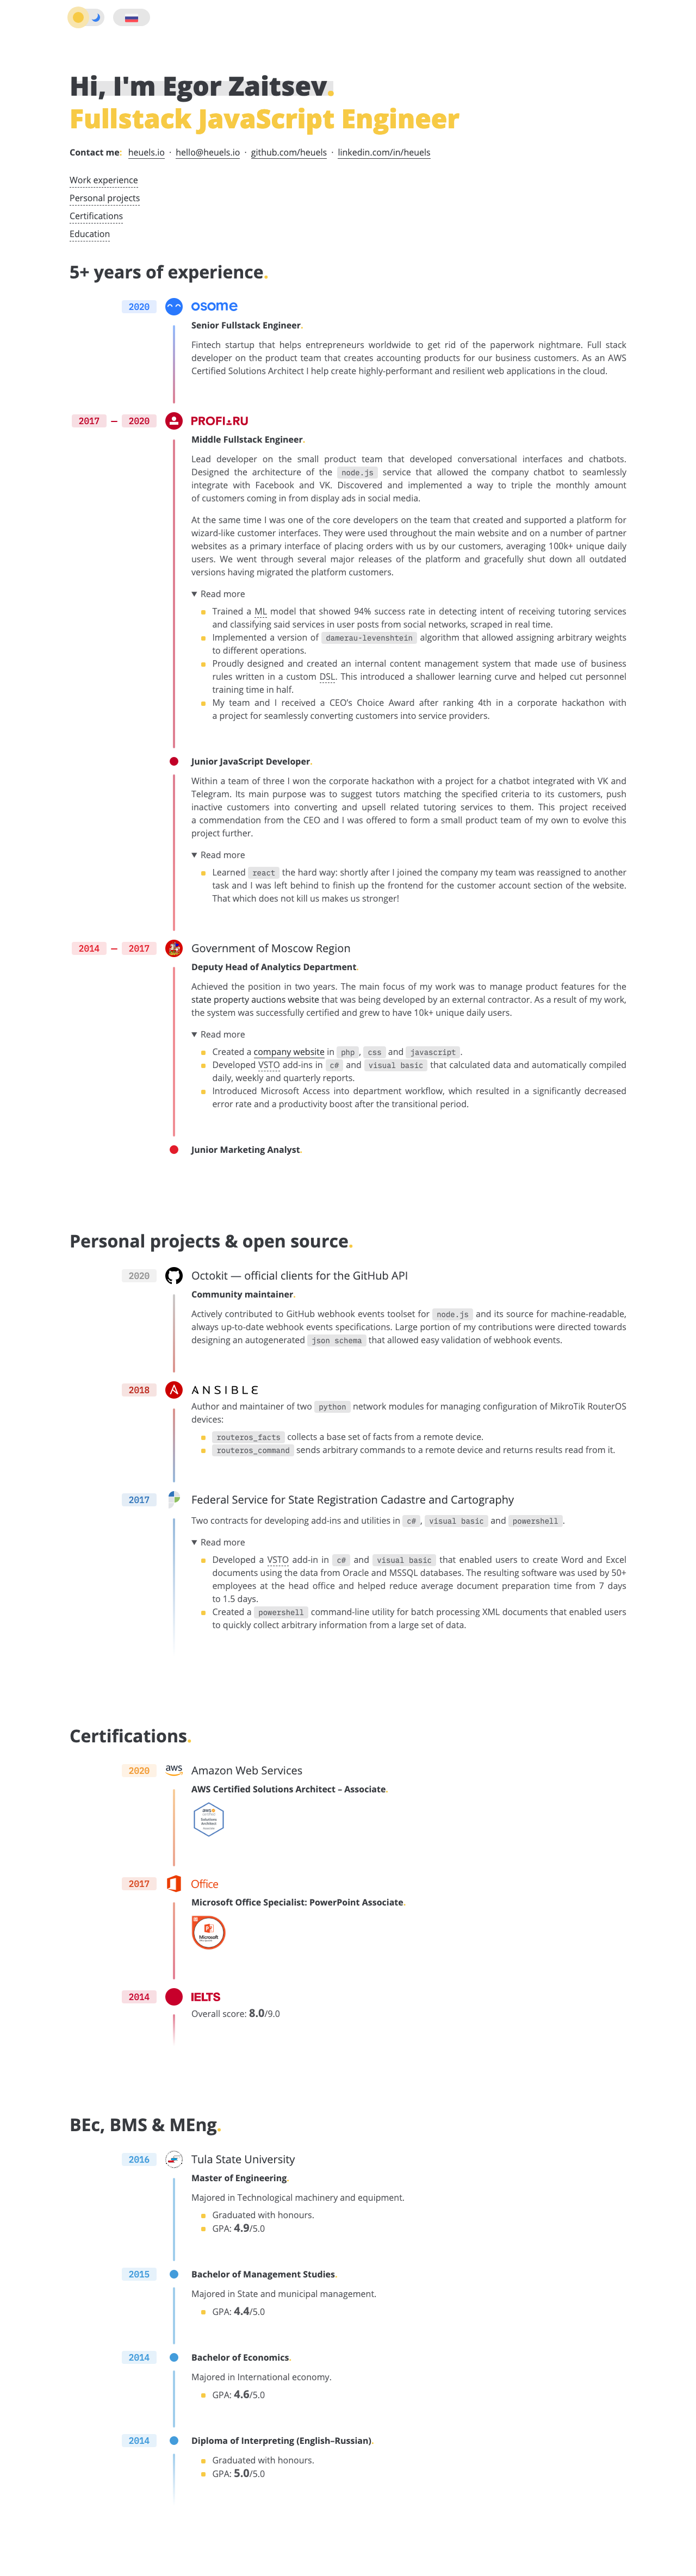 Hi, I'm Egor Zaitsev.
Fullstack JavaScript Engineer
Contact me: heuels.io · hello@heuels.io · github.com/heuels · linkedin.com/in/heuels
Work experience
Personal projects
Certifications
Education
5+ years of experience.
2020 osome
Senior Fullstack Engineer.
Fintech startup that helps entrepreneurs worldwide to get rid of the paperwork nightmare. Full stack
developer on the product team that creates accounting products for our business customers. As an AWS
Certified Solutions Architect I help create highly-performant and resilient web applications in the cloud.
2017 — 2020 PROFI.RU
Middle Fullstack Engineer.
Lead developer on the small product team that developed conversational interfaces and chatbots.
Designed the architecture of the node.js service that allowed the company chatbot to seamlessly
integrate with Facebook and VK. Discovered and implemented a way to triple the monthly amount
of customers coming in from display ads in social media.
At the same time I was one of the core developers on the team that created and supported a platform for
wizard-like customer interfaces. They were used throughout the main website and on a number of partner
websites as a primary interface of placing orders with us by our customers, averaging 100k+ unique daily
users. We went through several major releases of the platform and gracefully shut down all outdated
versions having migrated the platform customers.
▼ Read more
Trained a ML model that showed 94% success rate in detecting intent of receiving tutoring services
and classifying said services in user posts from social networks, scraped in real time.
Implemented a version of damerau-levenshtein algorithm that allowed assigning arbitrary weights
to different operations.
Proudly designed and created an internal content management system that made use of business
rules written in a custom DSL. This introduced a shallower learning curve and helped cut personnel
training time in half.
My team and I received a CEO's Choice Award after ranking 4th in a corporate hackathon with
a project for seamlessly converting customers into service providers.
Junior JavaScript Developer.
Within a team of three I won the corporate hackathon with a project for a chatbot integrated with VK and
Telegram. Its main purpose was to suggest tutors matching the specified criteria to its customers, push
inactive customers into converting and upsell related tutoring services to them. This project received
a commendation from the CEO and I was offered to form a small product team of my own to evolve this
project further.
▼ Read more
Learned react the hard way: shortly after I joined the company my team was reassigned to another
task and I was left behind to finish up the frontend for the customer account section of the website.
That which does not kill us makes us stronger!
2014 — 2017 Government of Moscow Region
Deputy Head of Analytics Department.
Achieved the position in two years. The main focus of my work was to manage product features for the
state property auctions website that was being developed by an external contractor. As a result of my work,
the system was successfully certified and grew to have 10k+ unique daily users.
▼ Read more
Created a company website in php, css and javascript.
Developed VSTO add-ins in c# and visual basic that calculated data and automatically compiled
daily, weekly and quarterly reports.
Introduced Microsoft Access into department workflow, which resulted in a significantly decreased
error rate and a productivity boost after the transitional period.
Junior Marketing Analyst.
Personal projects & open source.
2020 Octokit — official clients for the GitHub API
Community maintainer.
Actively contributed to GitHub webhook events toolset for node.js and its source for machine-readable,
always up-to-date webhook events specifications. Large portion of my contributions were directed towards
designing an autogenerated json schema that allowed easy validation of webhook events.
2018 ANSIBLE
Author and maintainer of two python network modules for managing configuration of MikroTik RouterOS
devices:
routeros_facts collects a base set of facts from a remote device.
routeros_command sends arbitrary commands to a remote device and returns results read from it.
2017 Federal Service for State Registration Cadastre and Cartography
Two contracts for developing add-ins and utilities in c#, visual basic and powershell.
▼ Read more
Developed a VSTO add-in in c# and visual basic that enabled users to create Word and Excel
documents using the data from Oracle and MSSQL databases. The resulting software was used by 50+
employees at the head office and helped reduce average document preparation time from 7 days
to 1.5 days.
Created a powershell command-line utility for batch processing XML documents that enabled users
to quickly collect arbitrary information from a large set of data.
Certifications.
2020 aws Amazon Web Services
AWS Certified Solutions Architect – Associate.
aws
Solutions
Architect
2017 Office
Microsoft Office Specialist: PowerPoint Associate.
Microsoft
2014 IELTS
Overall score: 8.0/9.0
BEc, BMS & MEng.
2016 Tula State University
Master of Engineering.
Majored in Technological machinery and equipment.
Graduated with honours.
GPA: 4.9/5.0
2015 Bachelor of Management Studies.
Majored in State and municipal management.
GPA: 4.4/5.0
2014 Bachelor of Economics.
Majored in International economy.
GPA: 4.6/5.0
2014 Diploma of Interpreting (English–Russian).
Graduated with honours.
GPA: 5.0/5.0